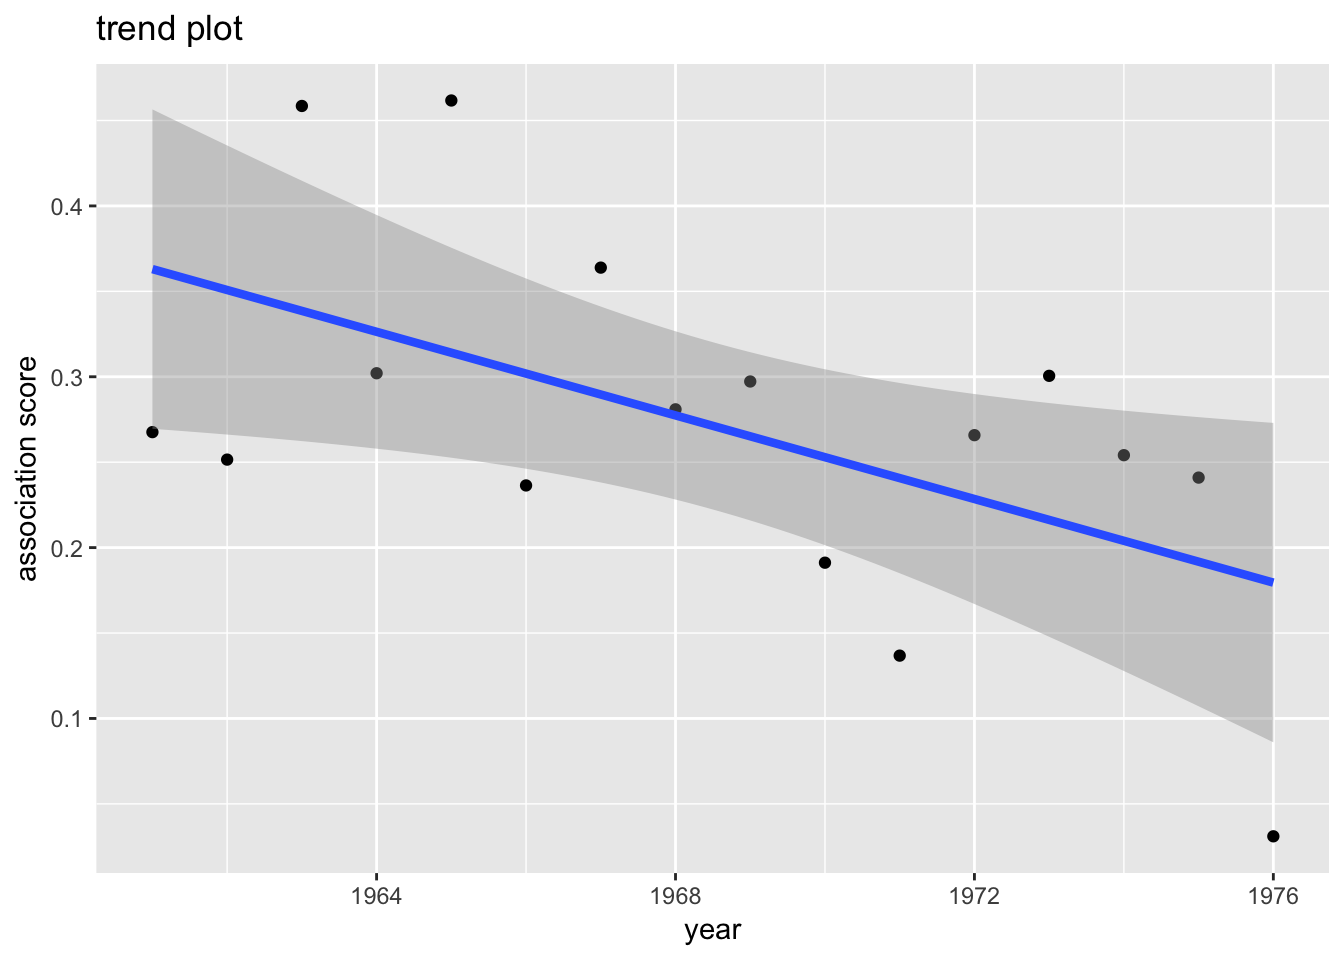 trend plot
association score
0.4
0.3
0.2
0.1
1964 1968 1972 1976
year